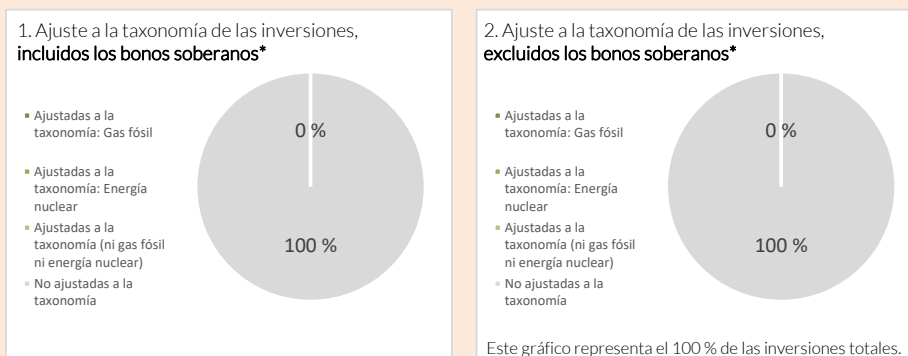 1. Ajuste a la taxonomía de las inversiones,
incluidos los bonos soberanos*
Ajustadas a la
taxonomía: Gas fósil
Ajustadas a la
taxonomía: Energía
nuclear
Ajustadas a la
taxonomía (ni gas fósil
ni energía nuclear)
No ajustadas a la
taxonomía
0 %
100 %
2. Ajuste a la taxonomía de las inversiones,
excluidos los bonos soberanos*
Ajustadas a la
taxonomía: Gas fósil
Ajustadas a la
taxonomía: Energía
nuclear
Ajustadas a la
taxonomía (ni gas fósil
ni energía nuclear)
No ajustadas a la
taxonomía
0 %
100 %
Este gráfico representa el 100 % de las inversiones totales.